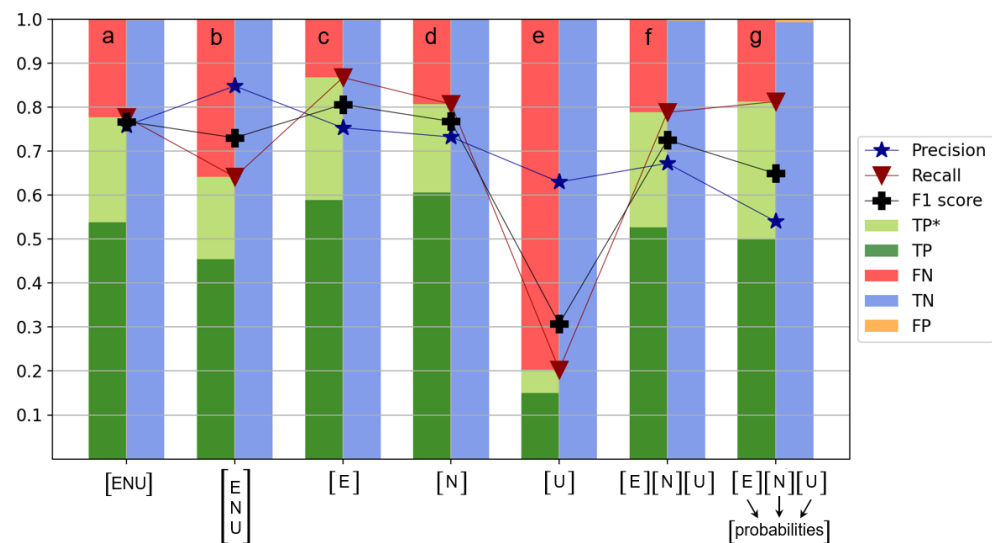 1.0
0.9
0.8
0.7
0.6
0.5
0.4
0.3
0.2
0.1
a b c d e f g
Precision
Recall
F1 score
TP*
TP
FN
TN
FP
[ENU] [E N U] [E] [N] [U] [E][N][U] [E][N][U]
[probabilities]